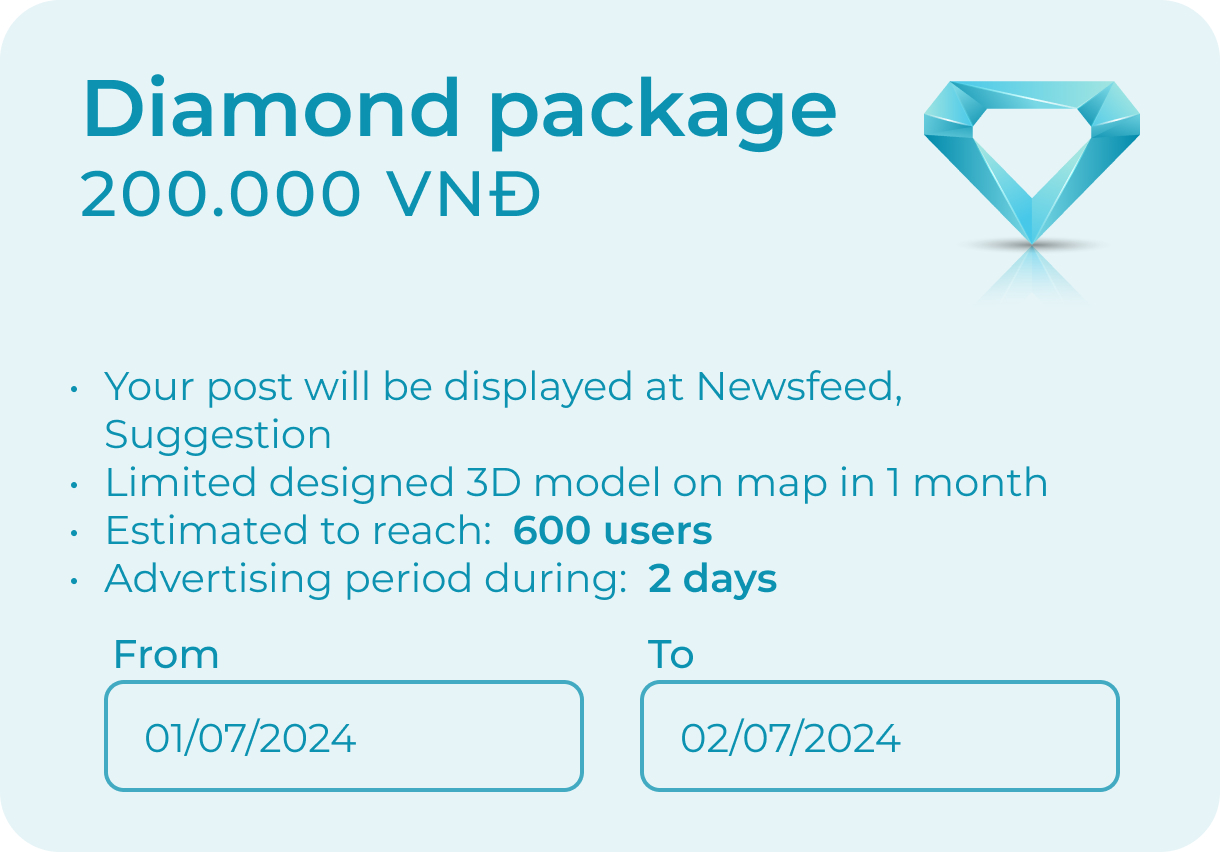 Diamond package
200.000 VNĐ
• Your post will be displayed at Newsfeed,
Suggestion
• Limited designed 3D model on map in 1 month
• Estimated to reach: 600 users
• Advertising period during: 2 days
From To
01/07/2024 02/07/2024